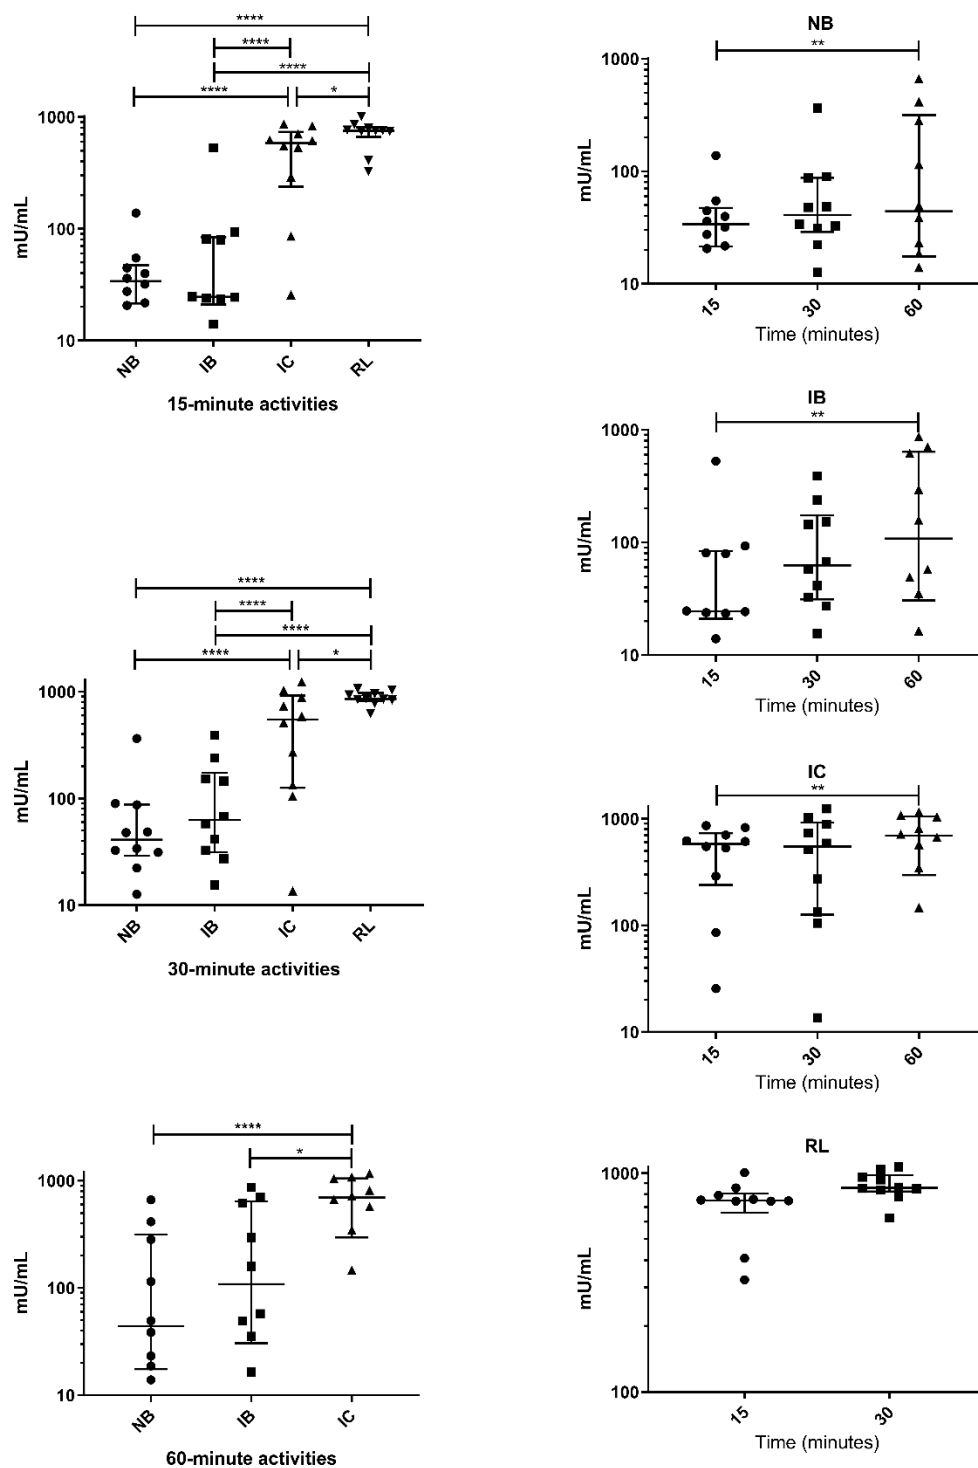 ****
****
****
**** *
1000
100
10
mU/mL
NB IB IC RL
15-minute activities
****
****
****
**** *
1000
100
10
mU/mL
NB IB IC RL
30-minute activities
****
*
1000
100
10
mU/mL
NB IB IC
60-minute activities
NB
**
1000
100
10
mU/mL
15 30 60
Time (minutes)
IB
**
1000
100
10
mU/mL
15 30 60
Time (minutes)
IC
**
1000
100
10
mU/mL
15 30 60
Time (minutes)
RL
1000
100
mU/mL
15 30
Time (minutes)